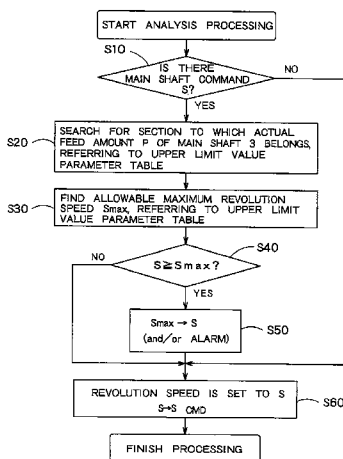 START ANALYSIS PROCESSING
S10
IS THERE
MAIN SHAFT COMMAND
S?
NO
YES
S20
SEARCH FOR SECTION TO WHICH ACTUAL
FEED AMOUNT P OF MAIN SHAFT 3 BELONGS,
REFERRING TO UPPER LIMIT VALUE
PARAMETER TABLE
S30
FIND ALLOWABLE MAXIMUM REVOLUTION
SPEED Smax, REFERRING TO UPPER LIMIT
VALUE PARAMETER TABLE
S40
NO
S≧Smax?
YES
Smax→S
(and/or ALARM)
S50
REVOLUTION SPEED IS SET TO S
S→S CMD
S60
FINISH PROCESSING